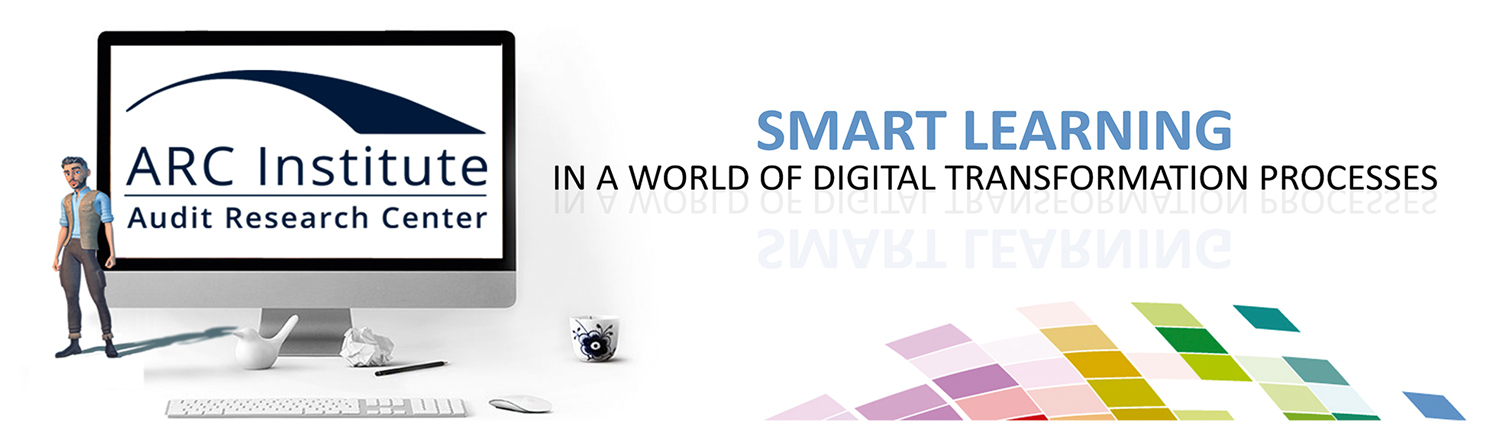 ARC Institute
Audit Research Center
SMART LEARNING
IN A WORLD OF DIGITAL TRANSFORMATION PROCESSES